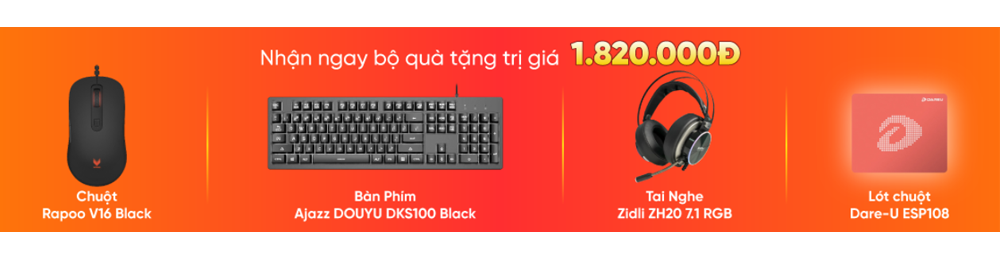 Nhận ngay bộ quà tặng trị giá 1.820.000Đ
Chuột
Rapoo V16 Black
Bàn Phím
Ajazz DOUYU DKS100 Black
Tai Nghe
Zidli ZH20 7.1 RGB
Lót chuột
Dare-U ESP108